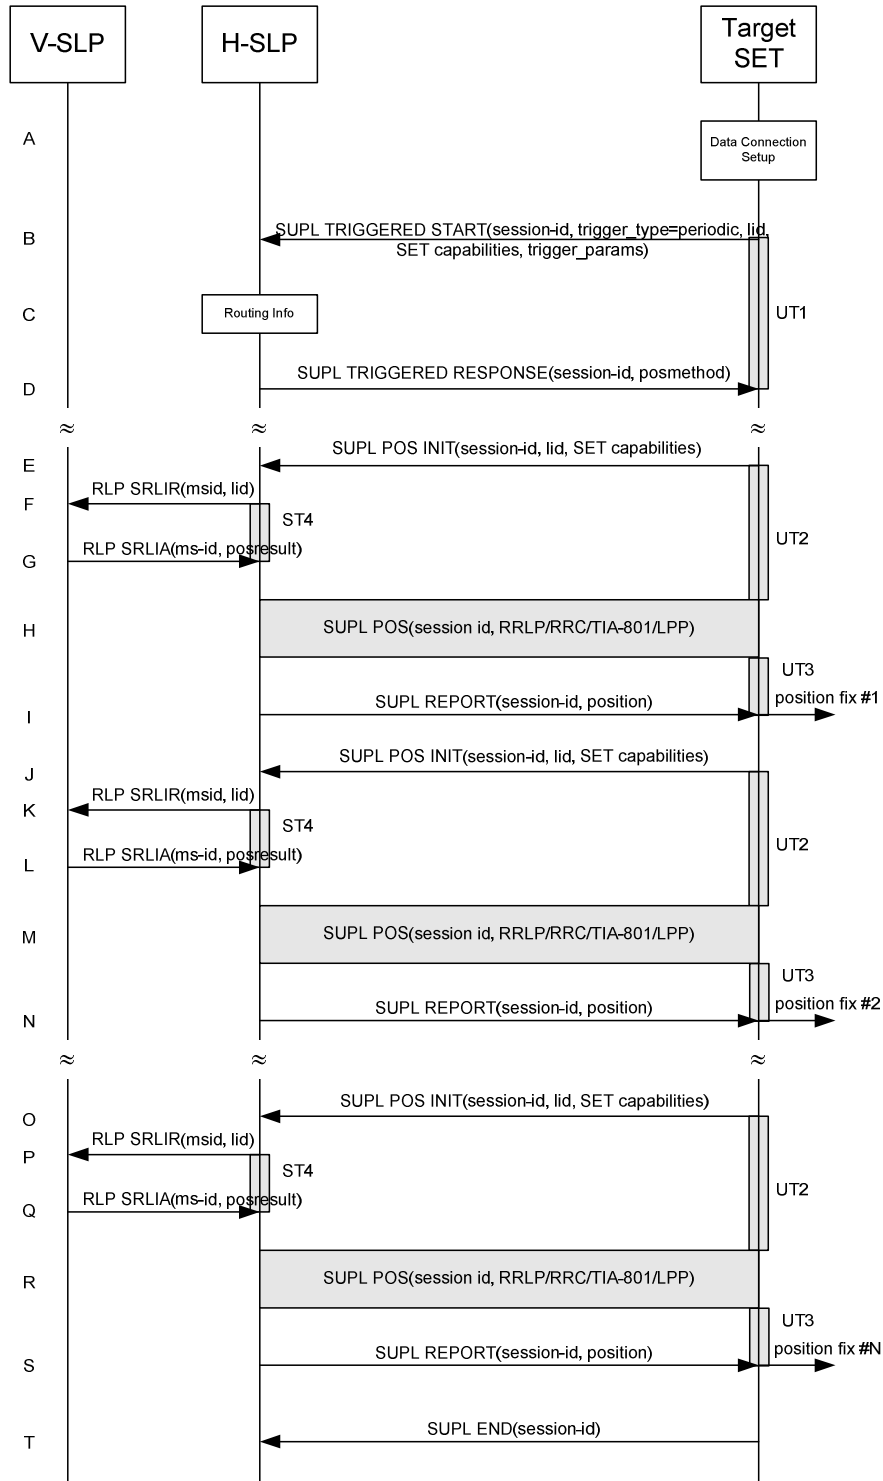 V-SLP
H-SLP
Target
SET
A
Data Connection
Setup
B
SUPL TRIGGERED START(session-id, trigger_type=periodic, lid,
SET capabilities, trigger_params)
C
Routing Info
UT1
D
SUPL TRIGGERED RESPONSE(session-id, posmethod)
≈ ≈ ≈
E
SUPL POS INIT(session-id, lid, SET capabilities)
F
RLP SRLIR(msid, lid)
ST4
UT2
G
RLP SRLIA(ms-id, posresult)
H
SUPL POS(session id, RRLP/RRC/TIA-801/LPP)
UT3
position fix #1
I
SUPL REPORT(session-id, position)
J
SUPL POS INIT(session-id, lid, SET capabilities)
K
RLP SRLIR(msid, lid)
ST4
UT2
L
RLP SRLIA(ms-id, posresult)
M
SUPL POS(session id, RRLP/RRC/TIA-801/LPP)
UT3
position fix #2
N
SUPL REPORT(session-id, position)
≈ ≈ ≈
O
SUPL POS INIT(session-id, lid, SET capabilities)
P
RLP SRLIR(msid, lid)
ST4
UT2
Q
RLP SRLIA(ms-id, posresult)
R
SUPL POS(session id, RRLP/RRC/TIA-801/LPP)
UT3
position fix #N
S
SUPL REPORT(session-id, position)
T
SUPL END(session-id)